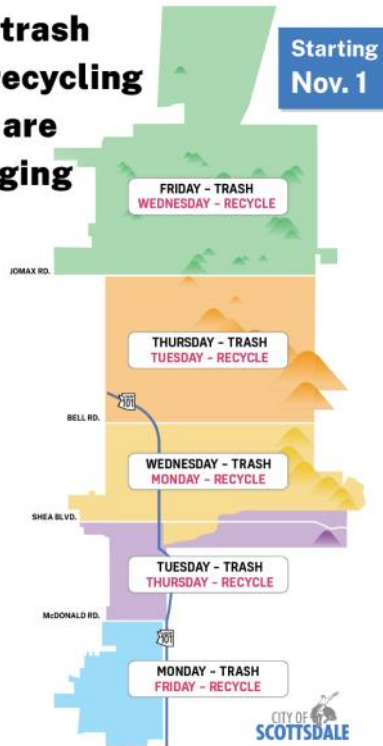 trash
recycling
are
ging
Starting
Nov. 1
FRIDAY – TRASH
WEDNESDAY – RECYCLE
JOMAX RD.
THURSDAY – TRASH
TUESDAY – RECYCLE
101
BELL RD.
WEDNESDAY – TRASH
MONDAY – RECYCLE
SHEA BLVD.
TUESDAY – TRASH
THURSDAY – RECYCLE
McDONALD RD.
101
MONDAY – TRASH
FRIDAY – RECYCLE
CITY OF
SCOTTSDALE